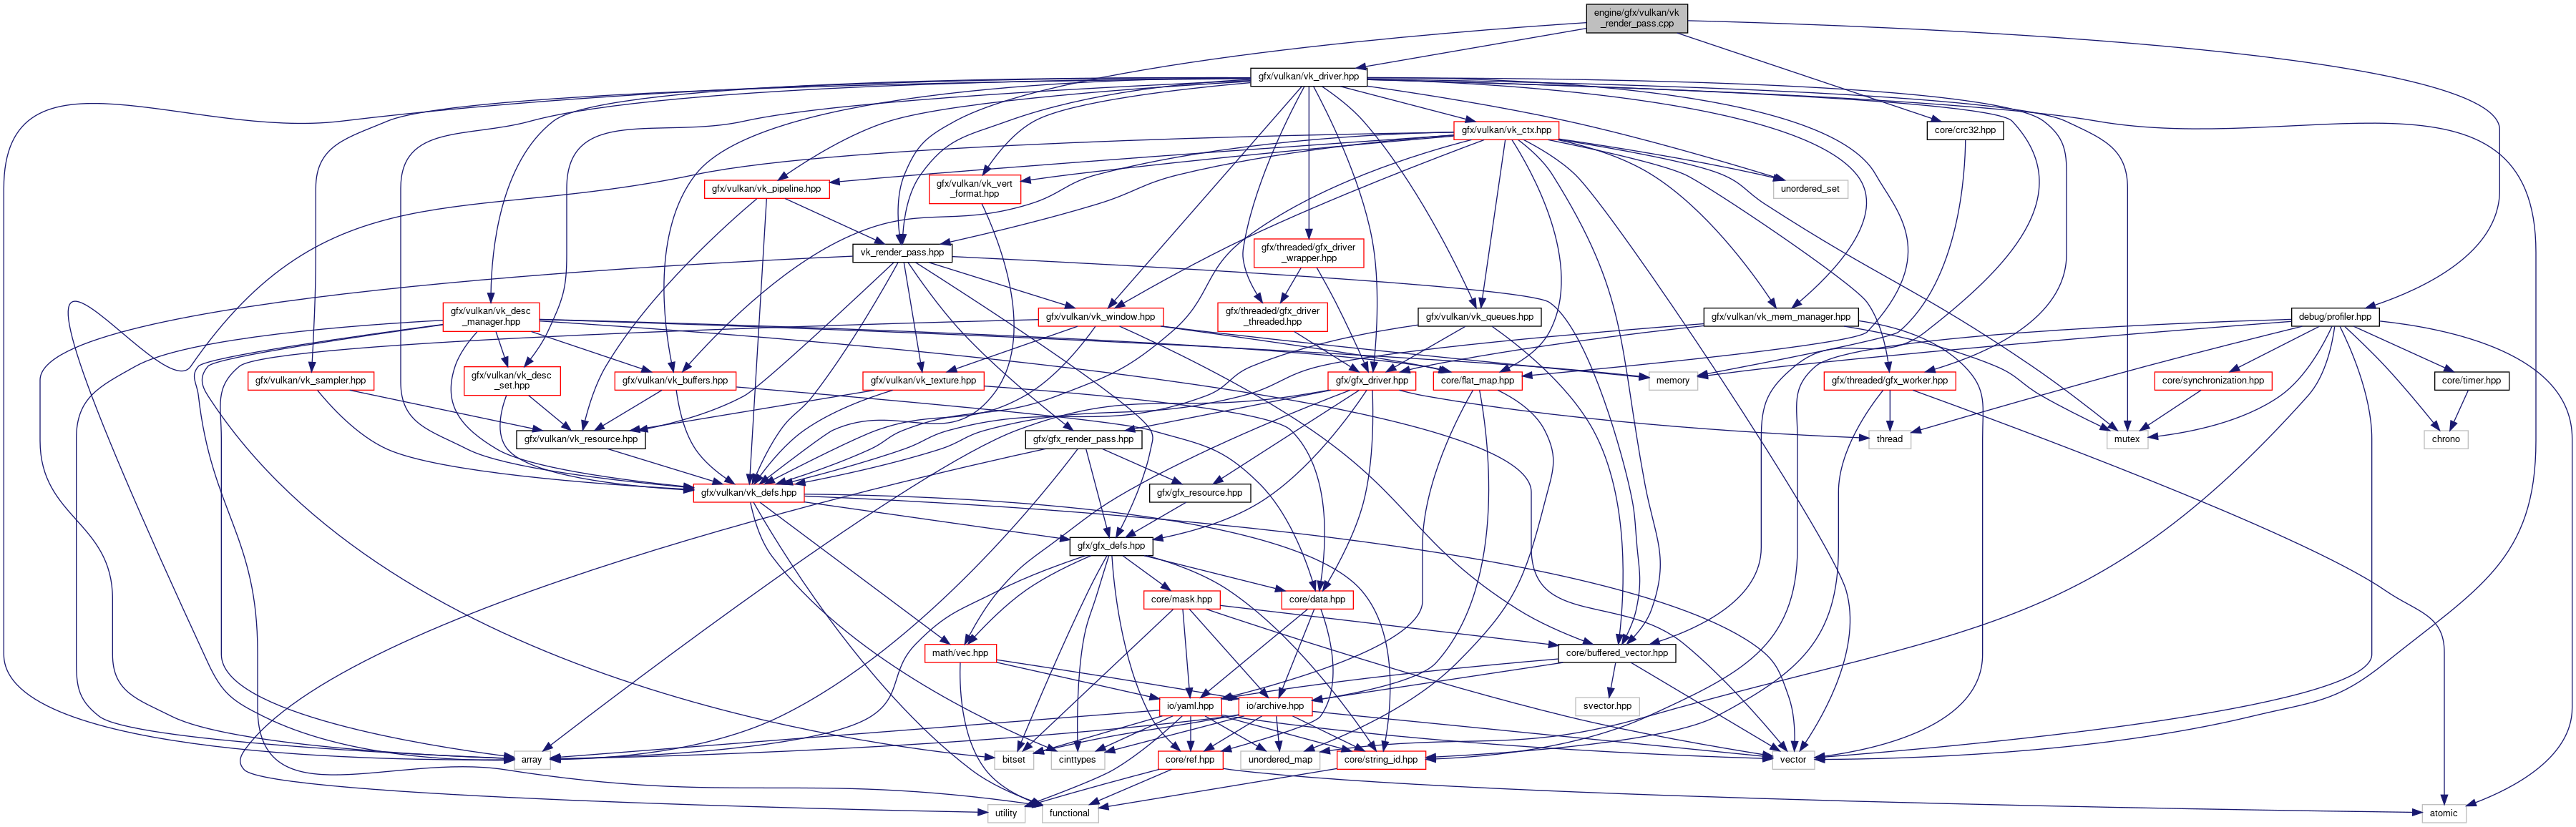 engine/gfx/vulkan/vk
_render_pass.cpp
gfx/vulkan/vk_driver.hpp
gfx/vulkan/vk_ctx.hpp
core/crc32.hpp
gfx/vulkan/vk_pipeline.hpp
gfx/vulkan/vk_vert
_format.hpp
unordered_set
vk_render_pass.hpp
gfx/threaded/gfx_driver
_wrapper.hpp
gfx/vulkan/vk_desc
_manager.hpp
gfx/vulkan/vk_window.hpp
gfx/threaded/gfx_driver
_threaded.hpp
gfx/vulkan/vk_queues.hpp
gfx/vulkan/vk_mem_manager.hpp
debug/profiler.hpp
gfx/vulkan/vk_sampler.hpp
gfx/vulkan/vk_desc
_set.hpp
gfx/vulkan/vk_buffers.hpp
gfx/vulkan/vk_texture.hpp
gfx/gfx_driver.hpp
core/flat_map.hpp
memory
gfx/threaded/gfx_worker.hpp
core/synchronization.hpp
core/timer.hpp
gfx/vulkan/vk_resource.hpp
gfx/gfx_render_pass.hpp
thread
mutex
chrono
gfx/vulkan/vk_defs.hpp
gfx/gfx_resource.hpp
gfx/gfx_defs.hpp
core/mask.hpp
core/data.hpp
math/vec.hpp
core/buffered_vector.hpp
io/yaml.hpp
io/archive.hpp
svector.hpp
array
bitset
cinttypes
core/ref.hpp
unordered_map
core/string_id.hpp
vector
utility
functional
atomic